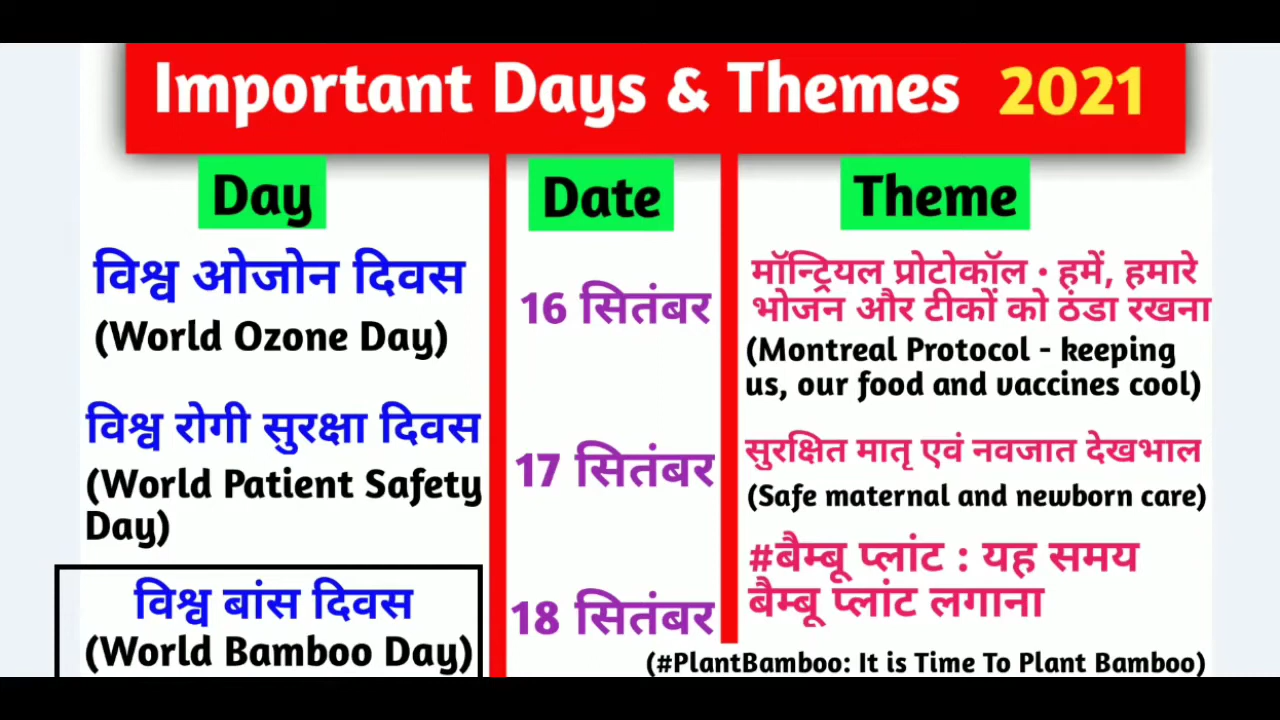 Important Days & Themes 2021
Day
Date
Theme
विश्व ओजोन दिवस
(World Ozone Day)
16 सितंबर
मॉन्ट्रियल प्रोटोकॉल • हमें, हमारे
भोजन और टीकों को ठंडा रखना
(Montreal Protocol - keeping
us, our food and vaccines cool)
विश्व रोगी सुरक्षा दिवस
(World Patient Safety
Day)
17 सितंबर
सुरक्षित मातृ एवं नवजात देखभाल
(Safe maternal and newborn care)
विश्व बांस दिवस
(World Bamboo Day)
18 सितंबर
#बैम्बू प्लांट : यह समय
बैम्बू प्लांट लगाना
(#PlantBamboo: It is Time To Plant Bamboo)